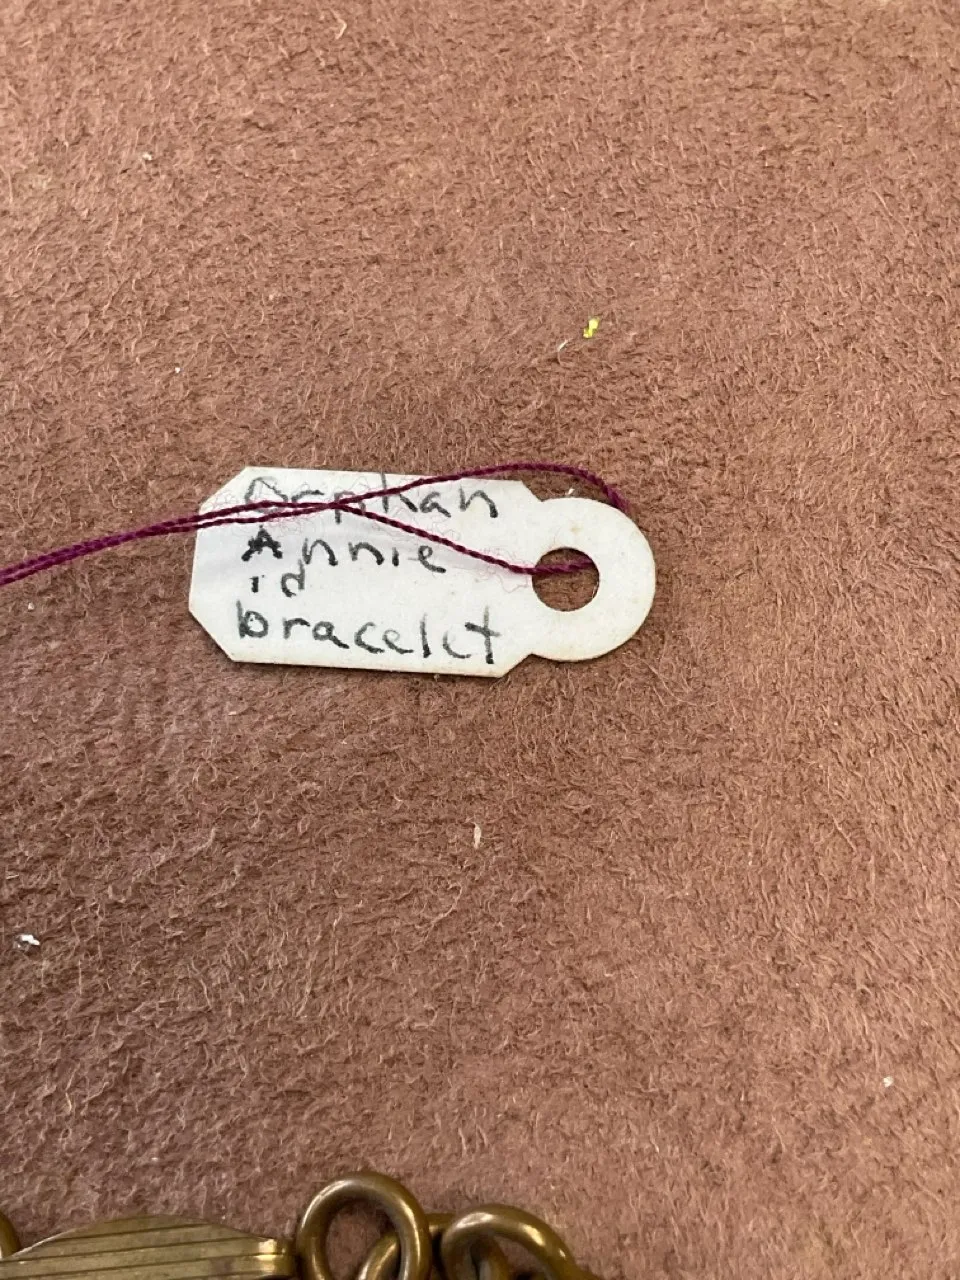 Orphan
Annie
id
bracelet